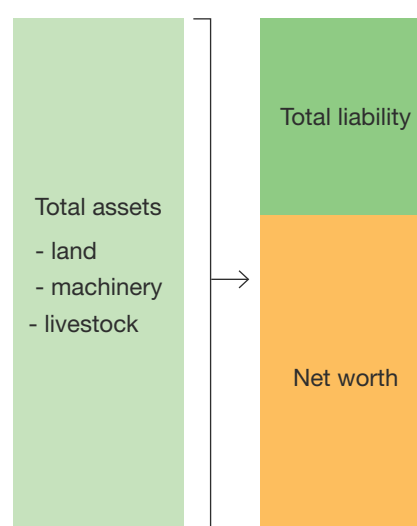 Total assets
- land
- machinery
- livestock
Total liability
Net worth